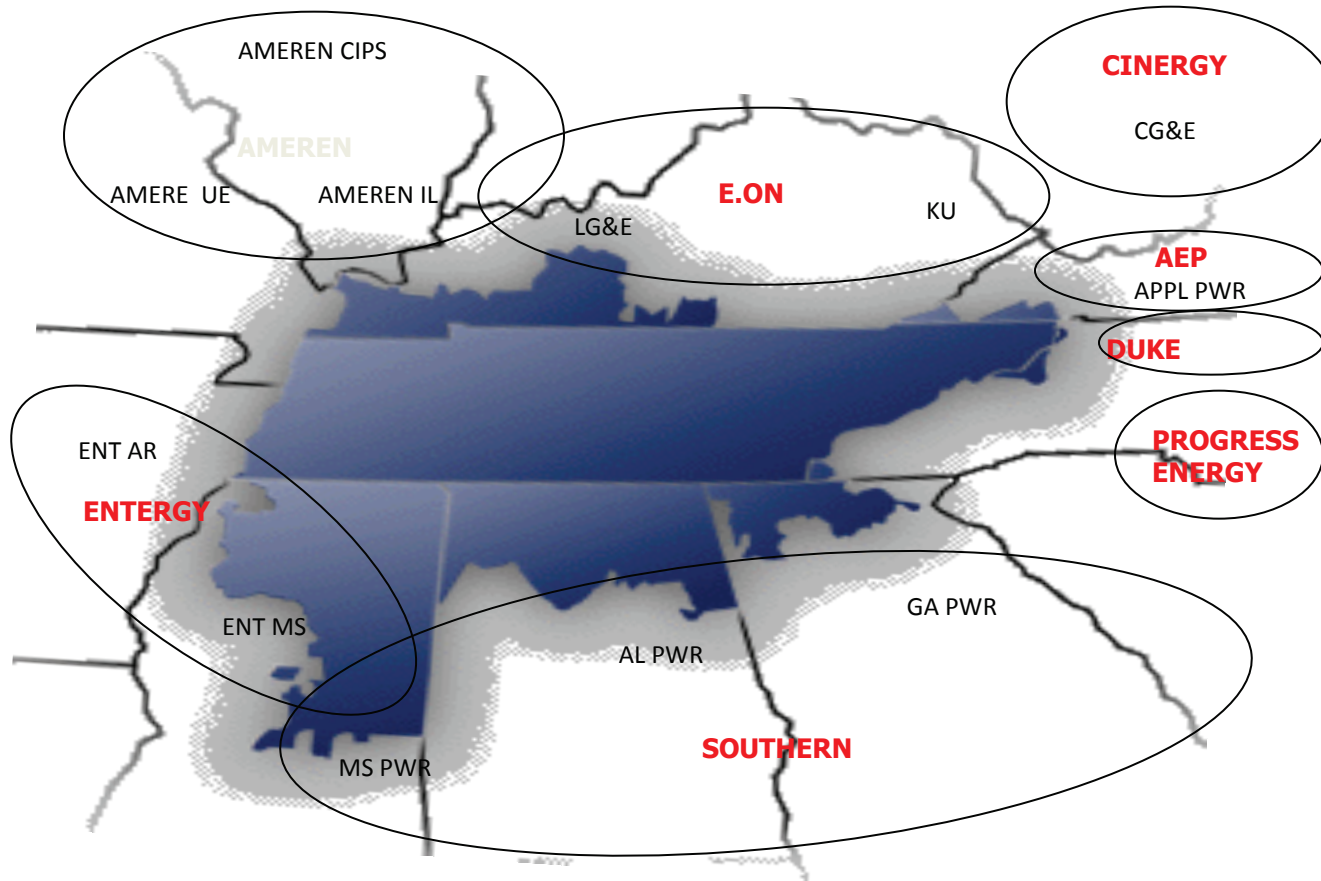 AMEREN CIPS
AMEREN
AMERE  UE
AMEREN IL
CINERGY
CG&E
E.ON
LG&E
KU
AEP
APPL PWR
DUKE
PROGRESS
ENERGY
ENT AR
ENTERGY
ENT MS
GA PWR
AL PWR
SOUTHERN
MS PWR